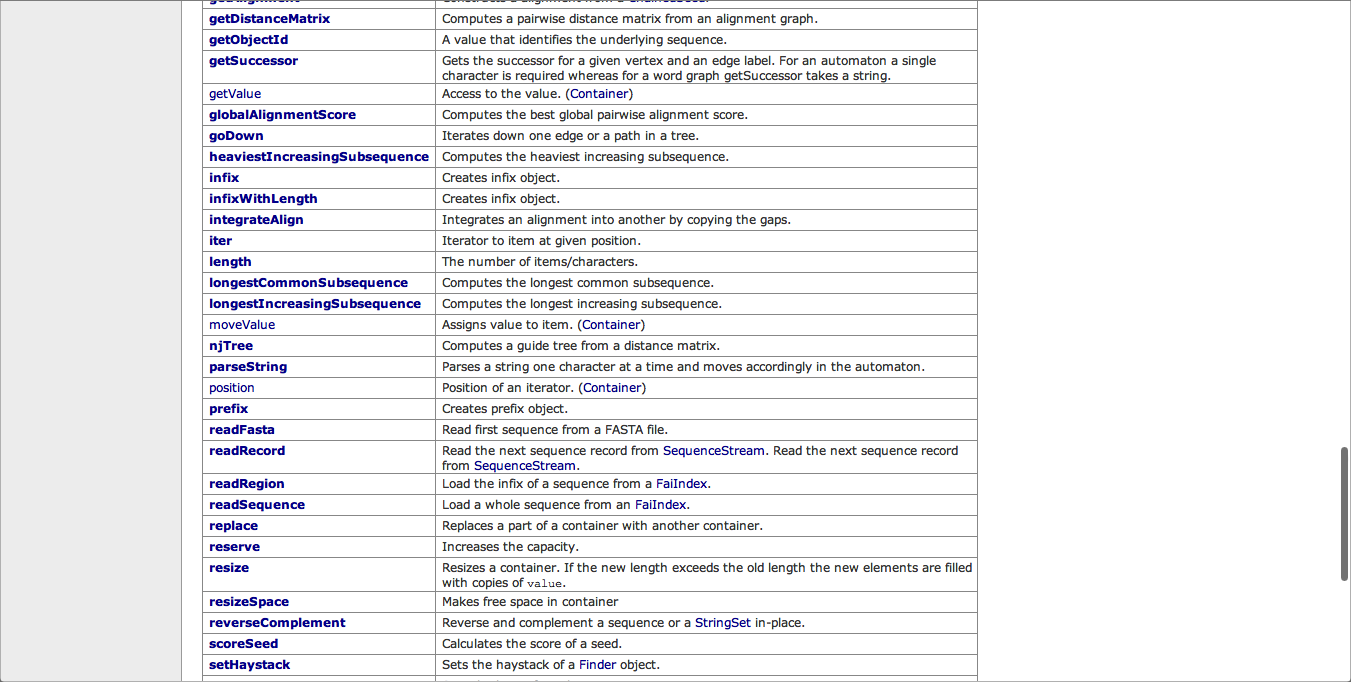 getDistanceMatrix Computes a pairwise distance matrix from an alignment graph.
getObjectId A value that identifies the underlying sequence.
getSuccessor Gets the successor for a given vertex and an edge label. For an automaton a single
character is required whereas for a word graph getSuccessor takes a string.
getValue Access to the value. (Container)
globalAlignmentScore Computes the best global pairwise alignment score.
goDown Iterates down one edge or a path in a tree.
heaviestIncreasingSubsequence Computes the heaviest increasing subsequence.
infix Creates infix object.
infixWithLength Creates infix object.
integrateAlign Integrates an alignment into another by copying the gaps.
iter Iterator to item at given position.
length The number of items/characters.
longestCommonSubsequence Computes the longest common subsequence.
longestIncreasingSubsequence Computes the longest increasing subsequence.
moveValue Assigns value to item. (Container)
njTree Computes a guide tree from a distance matrix.
parseString Parses a string one character at a time and moves accordingly in the automaton.
position Position of an iterator. (Container)
prefix Creates prefix object.
readFasta Read first sequence from a FASTA file.
readRecord Read the next sequence record from SequenceStream. Read the next sequence record
from SequenceStream.
readRegion Load the infix of a sequence from a FaiIndex.
readSequence Load a whole sequence from an FaiIndex.
replace Replaces a part of a container with another container.
reserve Increases the capacity.
resize Resizes a container. If the new length exceeds the old length the new elements are filled
with copies of value.
resizeSpace Makes free space in container
reverseComplement Reverse and complement a sequence or a StringSet in-place.
scoreSeed Calculates the score of a seed.
setHaystack Sets the haystack of a Finder object.